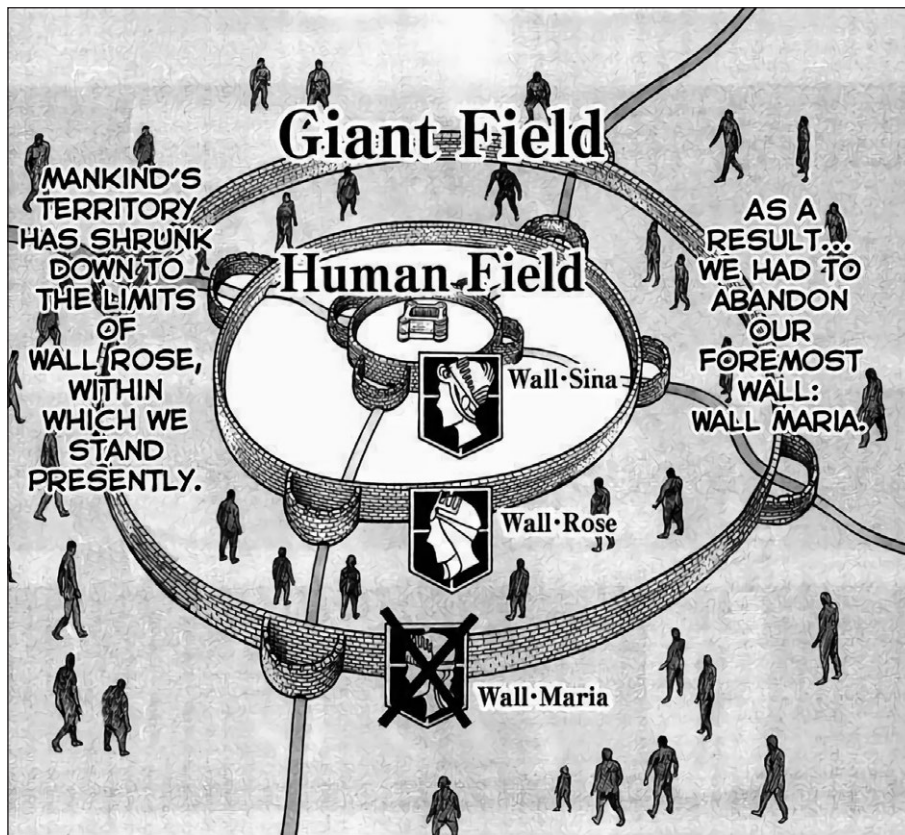 Giant Field
AS A
RESULT...
WE HAD TO
ABANDON
OUR
FOREMOST
WALL:
WALL MARIA.
MANKIND'S
TERRITORY
HAS SHRUNK
DOWN TO
THE LIMITS
OF
WALL ROSE,
WITHIN
WHICH WE
STAND
PRESENTLY.
Human Field
Wall·Sina
Wall·Rose
Wall·Maria